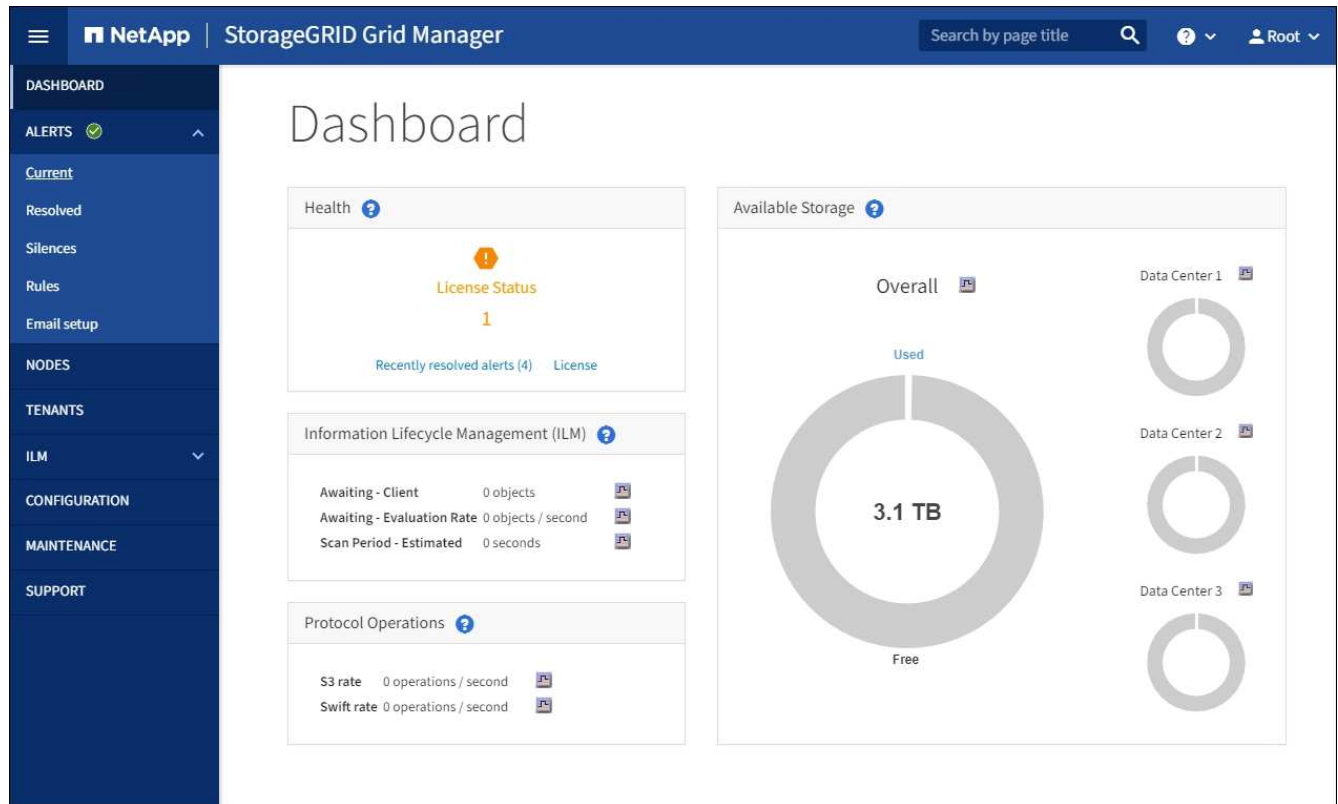 NetApp | StorageGRID Grid Manager
Search by page title
Root
DASHBOARD
ALERTS
Current
Resolved
Silences
Rules
Email setup
NODES
TENANTS
ILM
CONFIGURATION
MAINTENANCE
SUPPORT
Dashboard
Health
License Status
1
Recently resolved alerts (4) License
Information Lifecycle Management (ILM)
Awaiting - Client 0 objects
Awaiting - Evaluation Rate 0 objects / second
Scan Period - Estimated 0 seconds
Protocol Operations
S3 rate 0 operations / second
Swift rate 0 operations / second
Available Storage
Overall
Used
3.1 TB
Free
Data Center 1
Data Center 2
Data Center 3